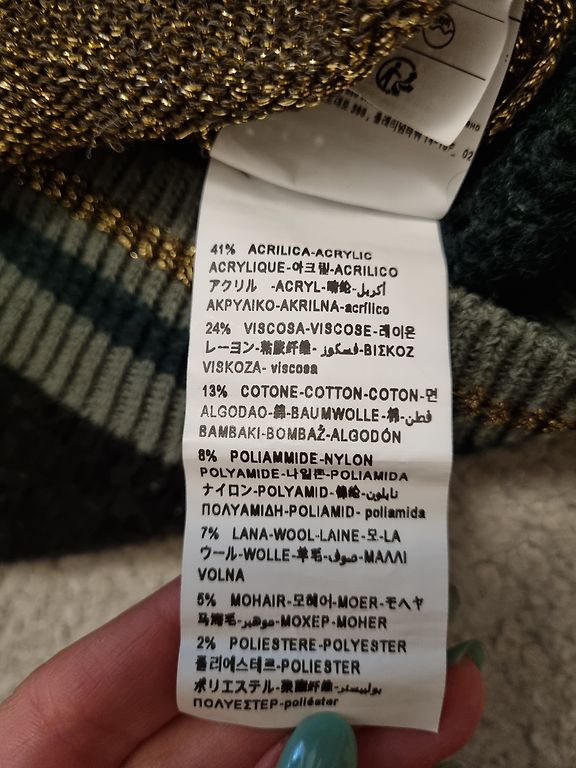 41% ACRILICA-ACRYLIC
ACRYLIQUE-아크릴-ACRILICO
アクリル -ACRYL-腈纶-أكريل
ΑΚΡΥΛΙΚΟ-AKRILNA-acrílico
24% VISCOSA-VISCOSE-레이온
レーヨン-粘胶纤维-فسكوز-ΒΙΣΚΟΖ
VISKOZA- viscosa
13% COTONE-COTTON-COTON-면
ALGODAO-綿-BAUMWOLLE-棉-قطن
ΒΑΜΒΑΚΙ-BOMBAŽ-ALGODÓN
8% POLIAMMIDE-NYLON
POLYAMIDE-나일론-POLIAMIDA
ナイロン-POLYAMID-锦纶-نايلون
ΠΟΛΥΑΜΙΔΗ-POLIAMID- poliamida
7% LANA-WOOL-LAINE-모-LA
ウール-WOLLE-羊毛-صوف-ΜΑΛΛΙ
VOLNA
5% MOHAIR-모헤어-MOER-モヘヤ
马海毛-موهير-ΜΟΧΕΡ-MOHER
2% POLIESTERE-POLYESTER
폴리에스테르-POLIESTER
ポリエステル-聚酯纤维-بوليستر
ΠΟΛΥΕΣΤΕΡ-poliéster